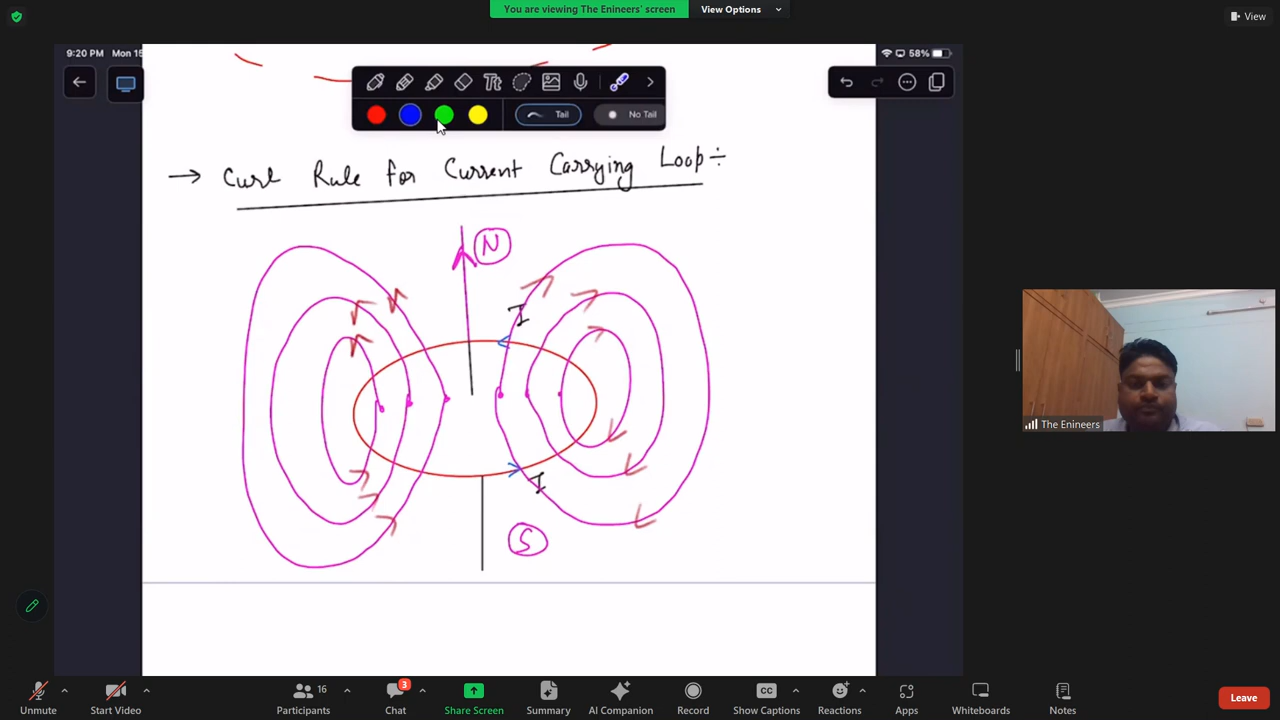 You are viewing The Enineers' screen
View Options
View
9:20 PM Mon 15
58%
Tail
No Tail
→ Curl Rule for Current Carrying Loop÷
N
I
I
S
The Enineers
Unmute
Start Video
16
Participants
3
Chat
Share Screen
Summary
AI Companion
Record
CC
Show Captions
Reactions
Apps
Whiteboards
Notes
Leave